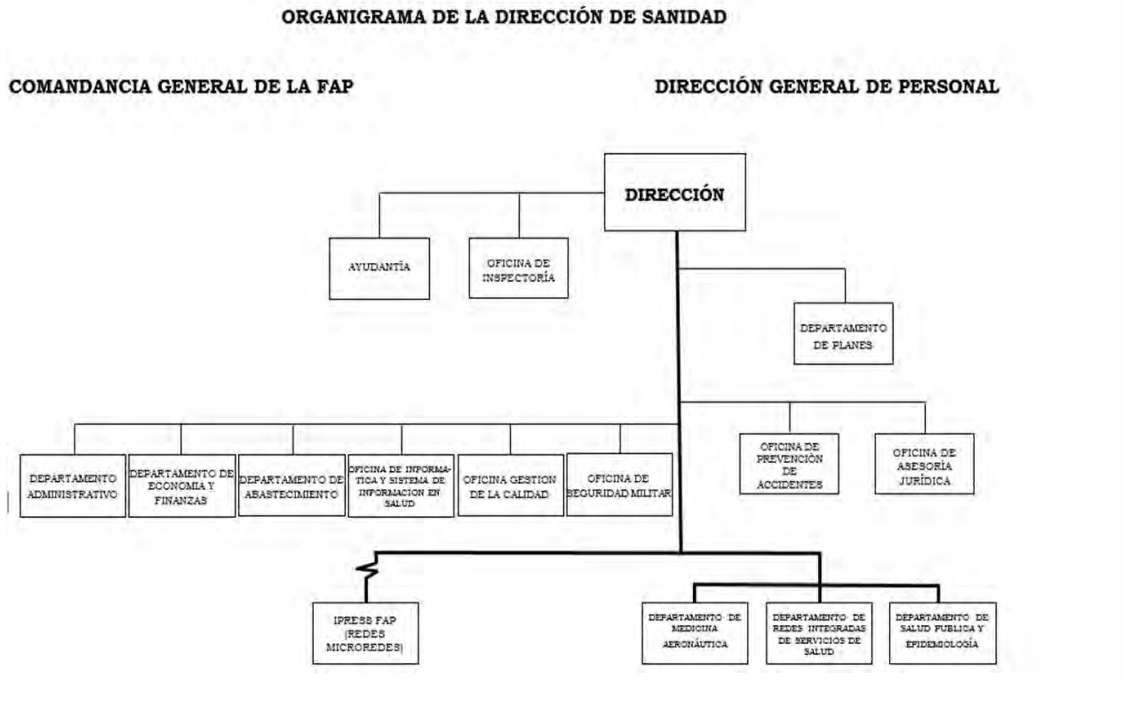 ORGANIGRAMA DE LA DIRECCIÓN DE SANIDAD
COMANDANCIA GENERAL DE LA FAP
DIRECCIÓN GENERAL DE PERSONAL
DIRECCIÓN
AYUDANTÍA
OFICINA DE
INSPECTORÍA
DEPARTAMENTO
DE PLANES
OFICINA DE
PREVENCIÓN
DE
ACCIDENTES
OFICINA DE
ASESORÍA
JURÍDICA
DEPARTAMENTO
ADMINISTRATIVO
DEPARTAMENTO DE
ECONOMIA Y
FINANZAS
DEPARTAMENTO DE
ABASTECIMIENTO
OFICINA DE INFORMA-
TICA Y SISTEMA DE
INFORMACION EN
SALUD
OFICINA GESTION
DE LA CALIDAD
OFICINA DE
SEGURIDAD MILITAR
IPRESS FAP
(REDES
MICROREDES)
DEPARTAMENTO DE
MEDICINA
AERONÁUTICA
DEPARTAMENTO DE
REDES INTEGRADAS
DE SERVICIOS DE
SALUD
DEPARTAMENTO DE
SALUD PUBLICA Y
EPIDEMIOLOGÍA